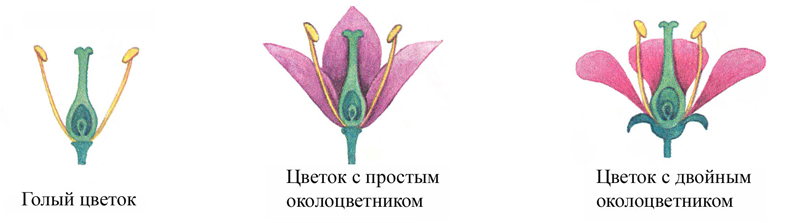 Голый цветок
Цветок с простым
околоцветником
Цветок с двойным
околоцветником